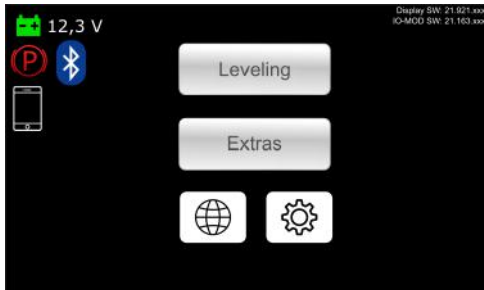 Display SW: 21.921.xxx
IO-MOD SW: 21.163.xxx
12,3 V
P
Leveling
Extras